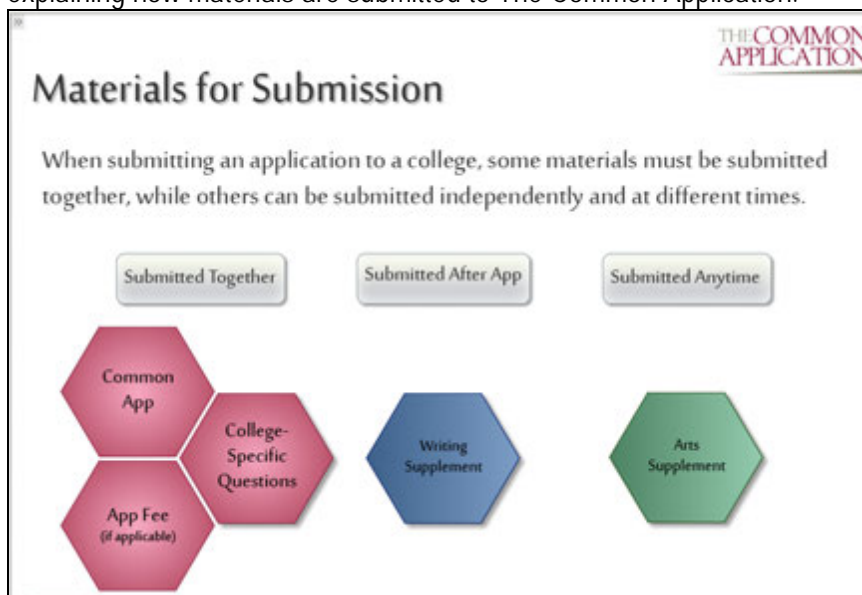 explaining how materials are submitted to The Common Application.
»
THE COMMON
APPLICATION
Materials for Submission
When submitting an application to a college, some materials must be submitted
together, while others can be submitted independently and at different times.
Submitted Together
Submitted After App
Submitted Anytime
Common
App
College-
Specific
Questions
App Fee
(if applicable)
Writing
Supplement
Arts
Supplement